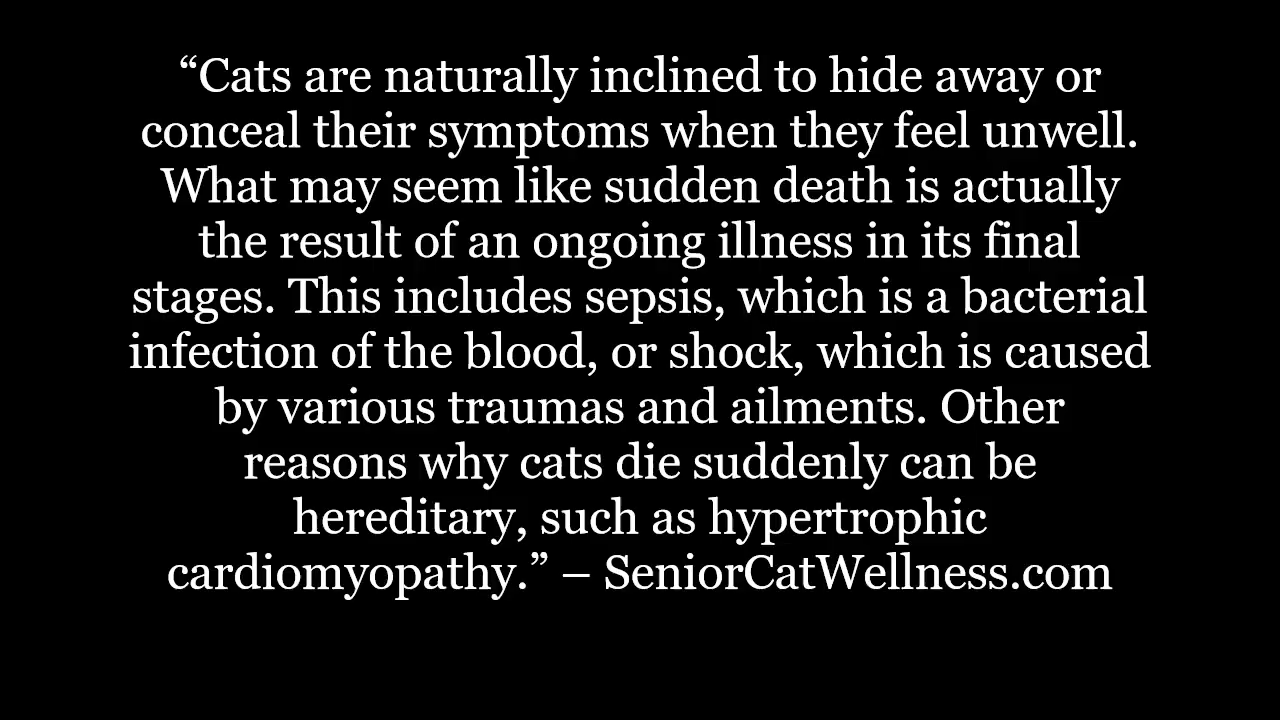 “Cats are naturally inclined to hide away or
conceal their symptoms when they feel unwell.
What may seem like sudden death is actually
the result of an ongoing illness in its final
stages. This includes sepsis, which is a bacterial
infection of the blood, or shock, which is caused
by various traumas and ailments. Other
reasons why cats die suddenly can be
hereditary, such as hypertrophic
cardiomyopathy.” – SeniorCatWellness.com